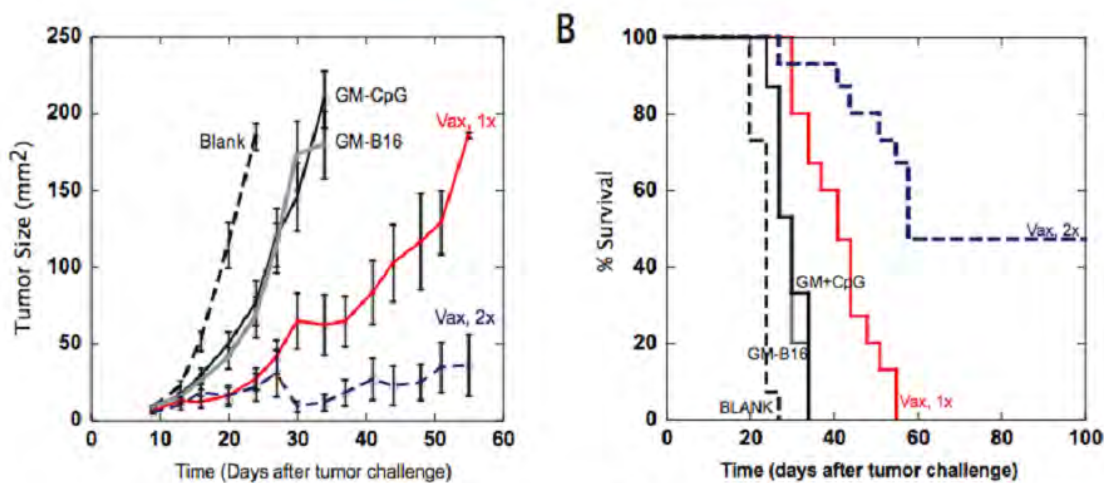 B
250
200
150
100
50
0
Tumor Size (mm²)
Blank
GM-CpG
GM-B16
Vax, 1x
Vax, 2x
0 10 20 30 40 50 60
Time (Days after tumor challenge)
100
80
60
40
20
0
% Survival
Vax, 2x
GM+CpG
GM-B16
BLANK
Vax, 1x
0 20 40 60 80 100
Time (days after tumor challenge)